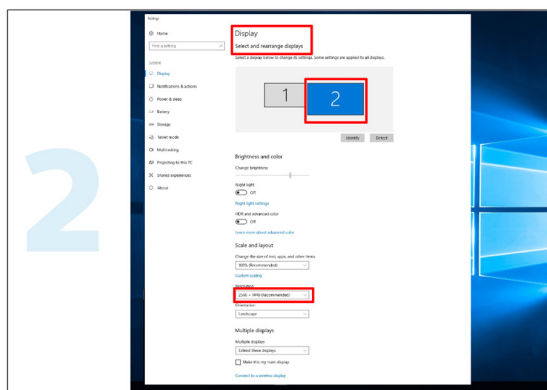 Settings
Home
Find a setting
System
Display
Notifications & actions
Power & sleep
Battery
Storage
Tablet mode
Multitasking
Projecting to this PC
Shared experiences
About
2
Display
Select and rearrange displays
Select a display below to change its settings. Some settings are applied to all displays.
1
2
Identify
Detect
Brightness and color
Change brightness
Night light
Off
Night light settings
HDR and advanced color
Off
Learn more about advanced color
Scale and layout
Change the size of text, apps, and other items
100% (Recommended)
Custom scaling
Resolution
2560 × 1440 (Recommended)
Orientation
Landscape
Multiple displays
Multiple displays
Extend these displays
Make this my main display
Connect to a wireless display